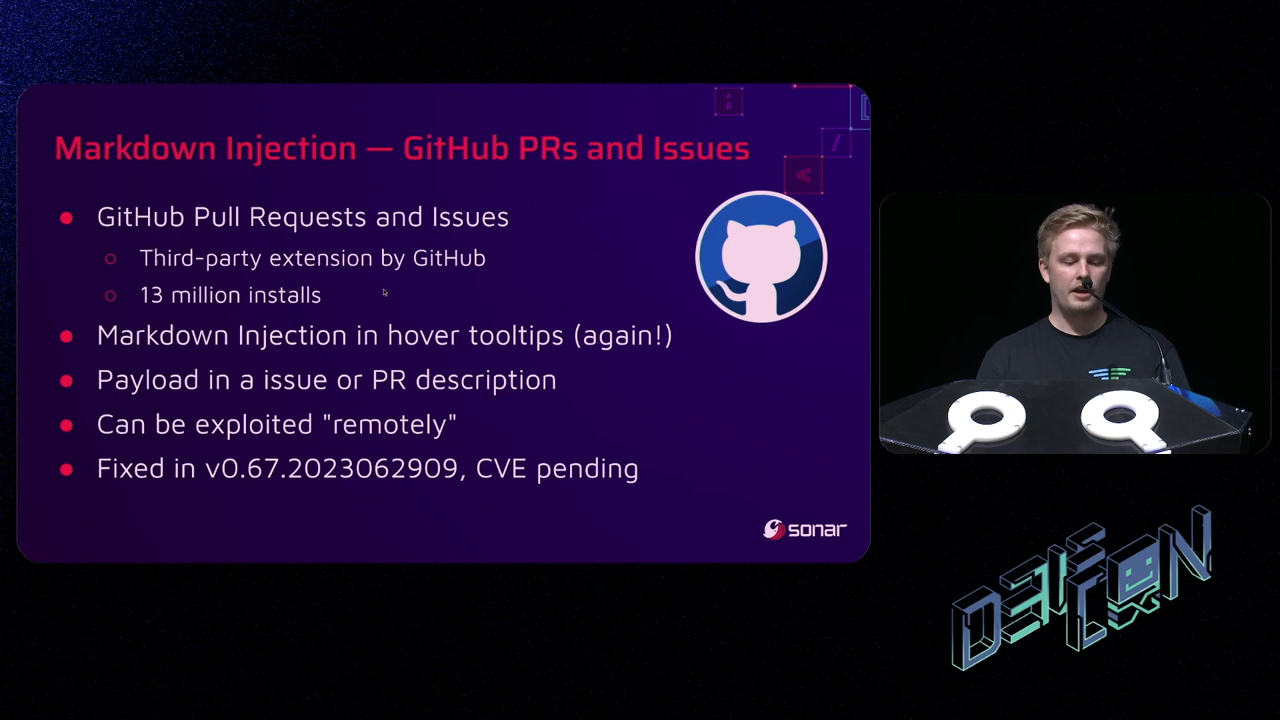 Markdown Injection — GitHub PRs and Issues
GitHub Pull Requests and Issues
Third-party extension by GitHub
13 million installs
Markdown Injection in hover tooltips (again!)
Payload in a issue or PR description
Can be exploited "remotely"
Fixed in v0.67.2023062909, CVE pending
sonar
DEF CON